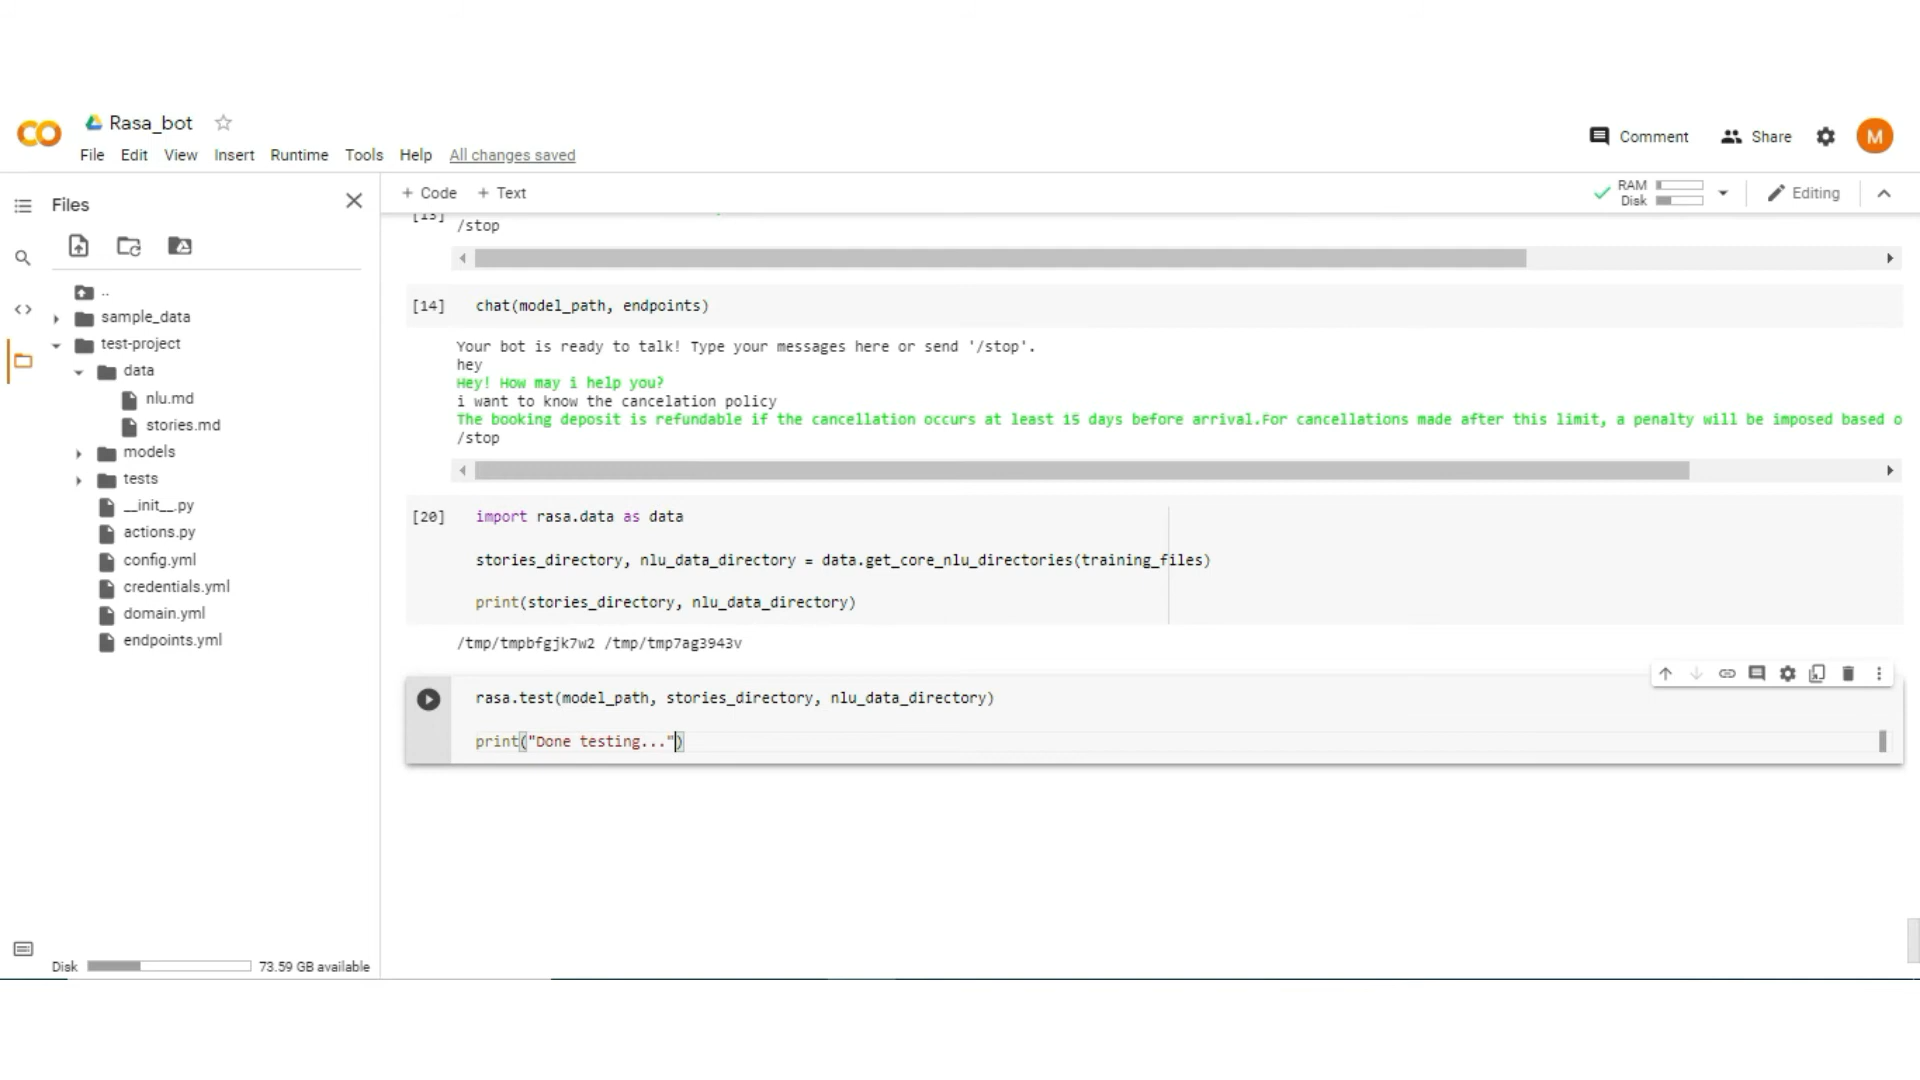 Rasa_bot
File Edit View Insert Runtime Tools Help All changes saved
Comment Share M
Files
+ Code + Text
RAM
Disk
Editing
..
sample_data
test-project
data
nlu.md
stories.md
models
tests
__init__.py
actions.py
config.yml
credentials.yml
domain.yml
endpoints.yml
Disk 73.59 GB available
[13]
/stop
[14] chat(model_path, endpoints)
Your bot is ready to talk! Type your messages here or send '/stop'.
hey
Hey! How may i help you?
i want to know the cancelation policy
The booking deposit is refundable if the cancellation occurs at least 15 days before arrival.For cancellations made after this limit, a penalty will be imposed based o
/stop
[20] import rasa.data as data
stories_directory, nlu_data_directory = data.get_core_nlu_directories(training_files)
print(stories_directory, nlu_data_directory)
/tmp/tmpbfgjk7w2 /tmp/tmp7ag3943v
rasa.test(model_path, stories_directory, nlu_data_directory)
print("Done testing...")